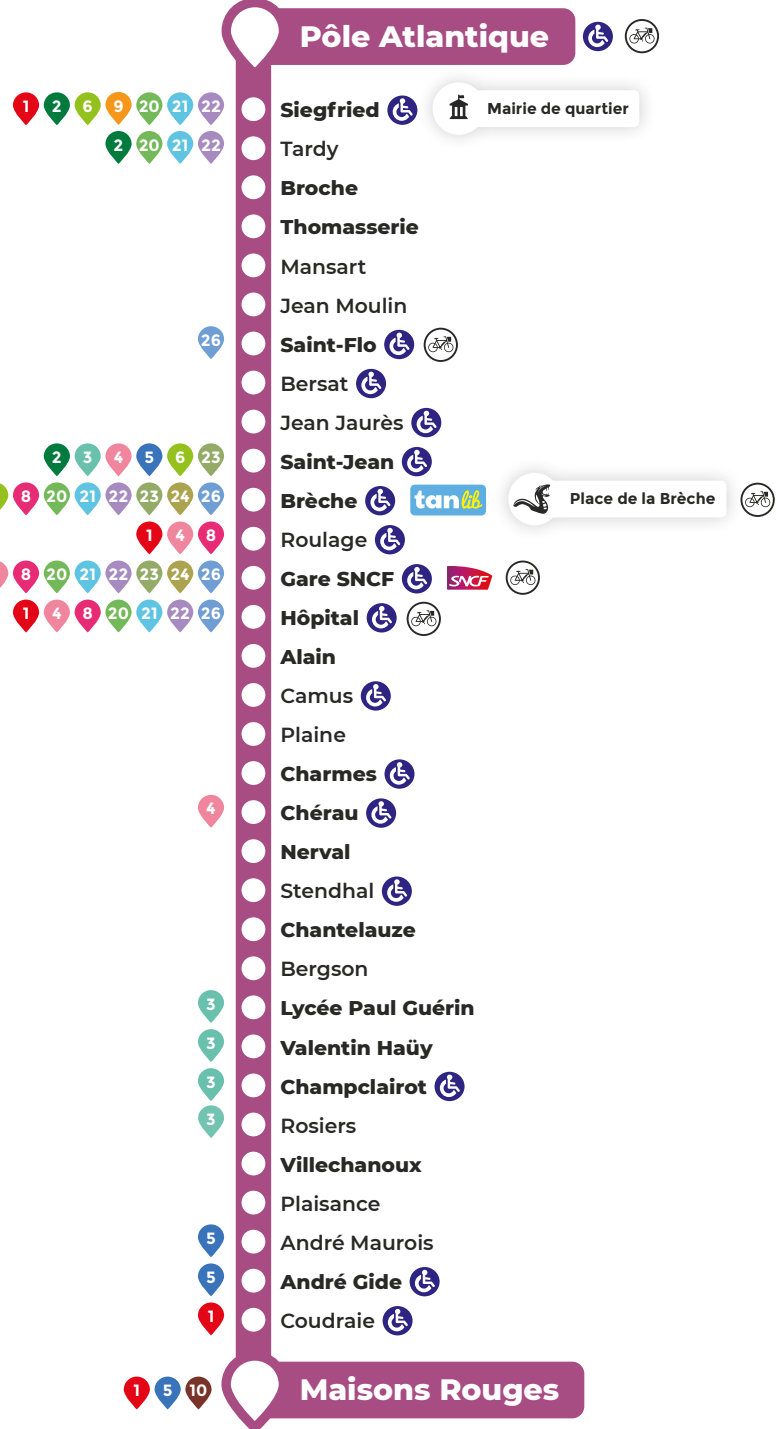 Pôle Atlantique
1 2 6 9 20 21 22 Siegfried Mairie de quartier
2 20 21 22 Tardy
Broche
Thomasserie
Mansart
Jean Moulin
26 Saint-Flo
Bersat
Jean Jaurès
2 3 4 5 6 23 Saint-Jean
8 20 21 22 23 24 26 Brèche tanlib Place de la Brèche
1 4 8 Roulage
8 20 21 22 23 24 26 Gare SNCF SNCF
1 4 8 20 21 22 26 Hôpital
Alain
Camus
Plaine
Charmes
4 Chérau
Nerval
Stendhal
Chantelauze
Bergson
3 Lycée Paul Guérin
3 Valentin Haüy
3 Champclairot
3 Rosiers
Villechanoux
Plaisance
5 André Maurois
5 André Gide
1 Coudraie
1 5 10 Maisons Rouges